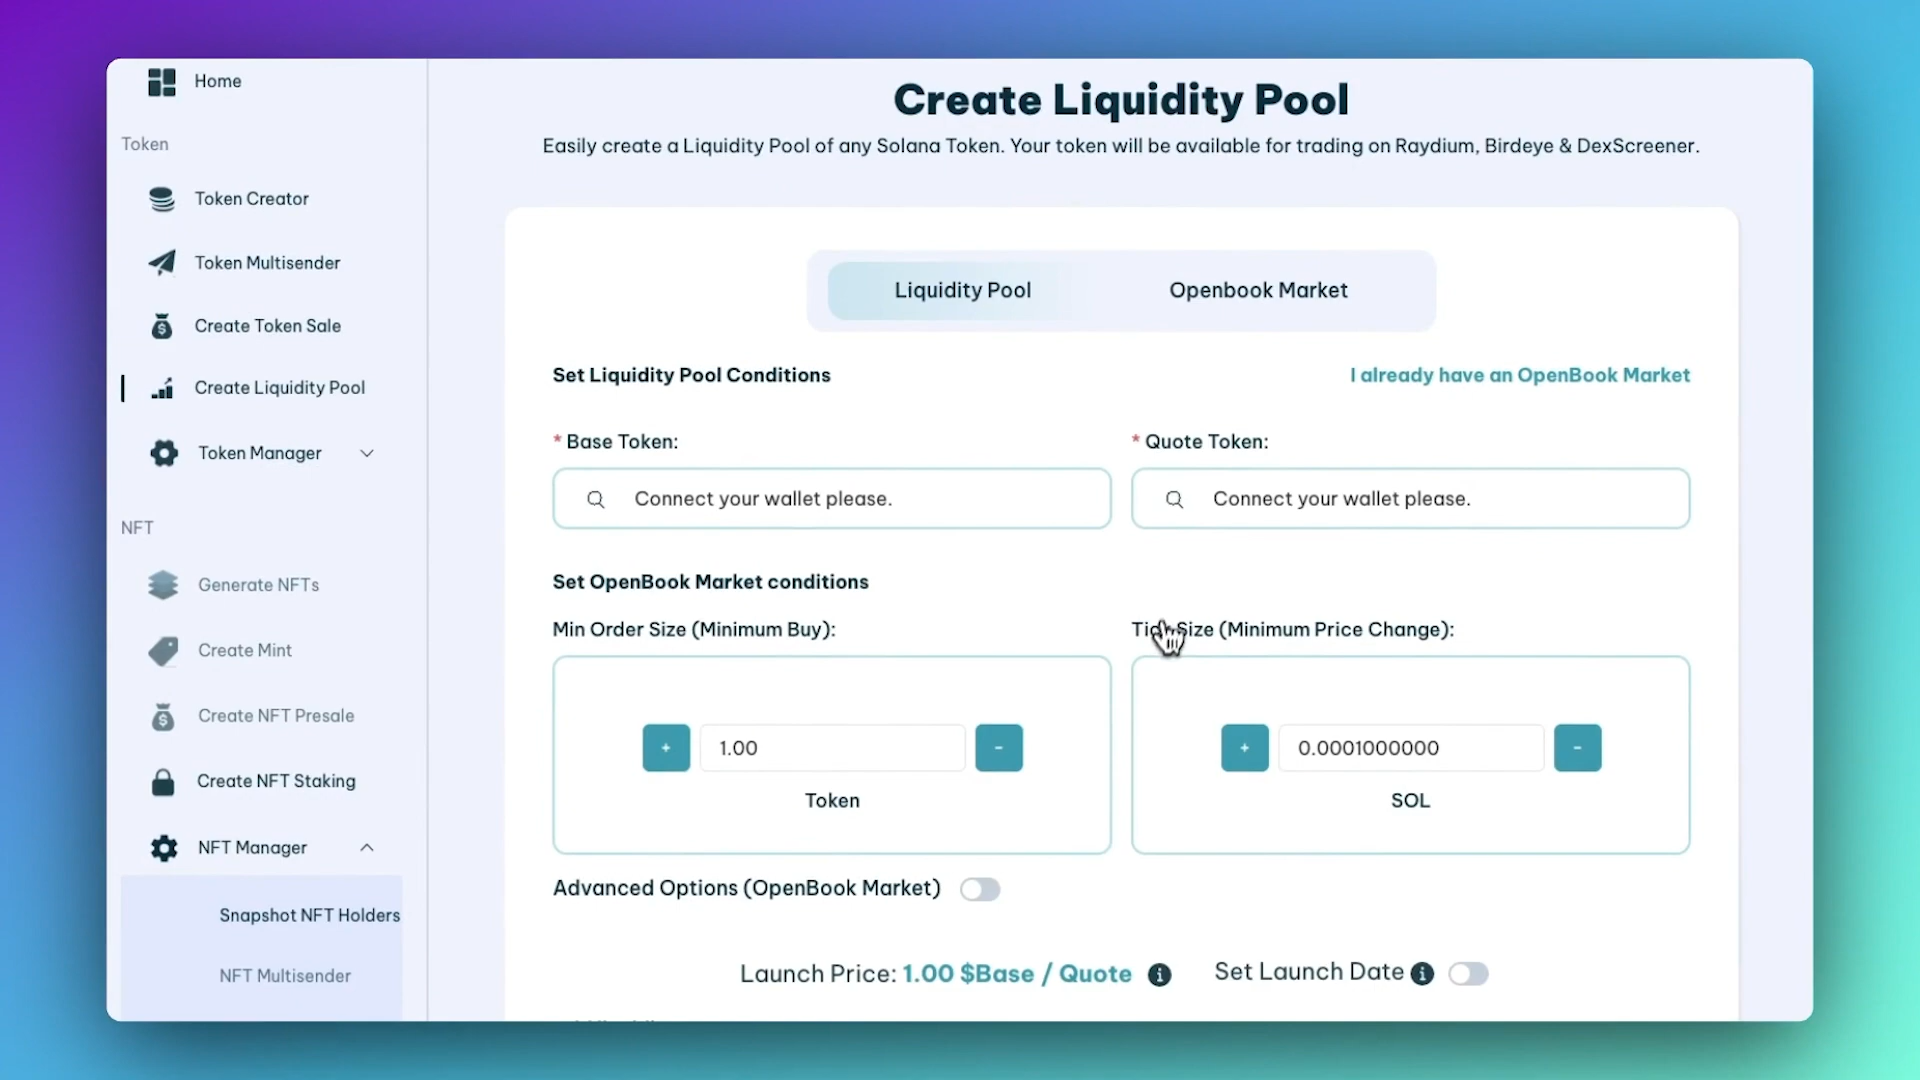 Home
Token
Token Creator
Token Multisender
Create Token Sale
Create Liquidity Pool
Token Manager
NFT
Generate NFTs
Create Mint
Create NFT Presale
Create NFT Staking
NFT Manager
Snapshot NFT Holders
NFT Multisender
Create Liquidity Pool
Easily create a Liquidity Pool of any Solana Token. Your token will be available for trading on Raydium, Birdeye & DexScreener.
Liquidity Pool
Openbook Market
Set Liquidity Pool Conditions
I already have an OpenBook Market
* Base Token:
* Quote Token:
Connect your wallet please.
Connect your wallet please.
Set OpenBook Market conditions
Min Order Size (Minimum Buy):
Tick Size (Minimum Price Change):
+
1.00
-
Token
+
0.0001000000
-
SOL
Advanced Options (OpenBook Market)
Launch Price: 1.00 $Base / Quote
Set Launch Date